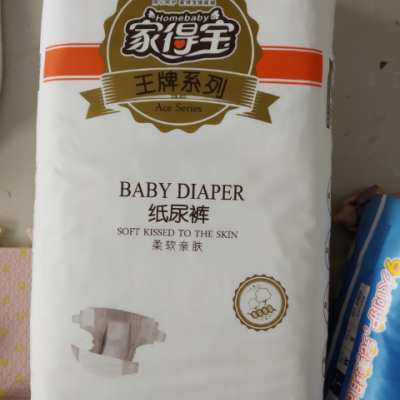 Homebaby
家得宝
王牌系列
Ace Series
BABY DIAPER
纸尿裤
SOFT KISSED TO THE SKIN
柔软亲肤